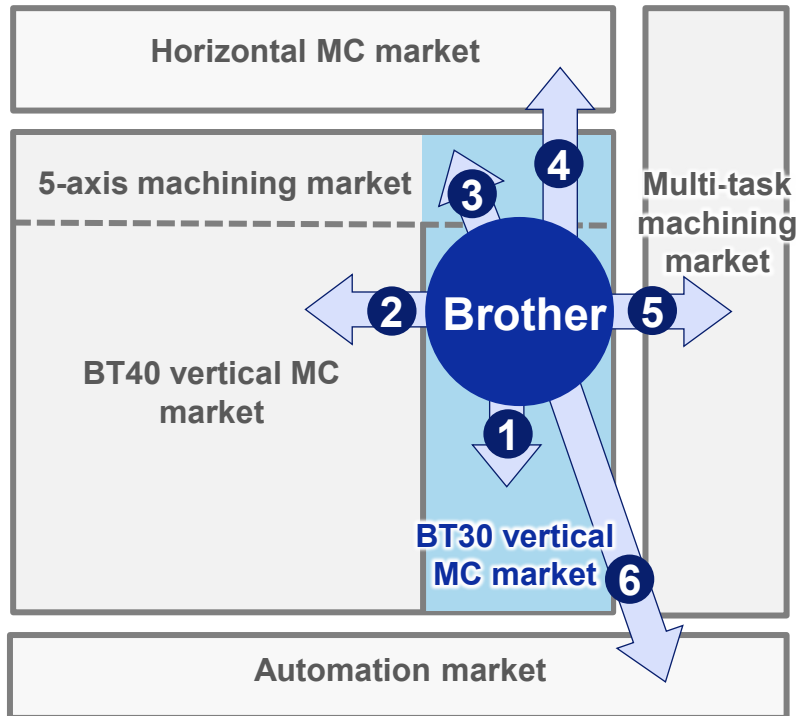 Horizontal MC market
5-axis machining market
3
4
Multi-task
machining
market
2
Brother
5
BT40 vertical MC
market
1
BT30 vertical
MC market
6
Automation market